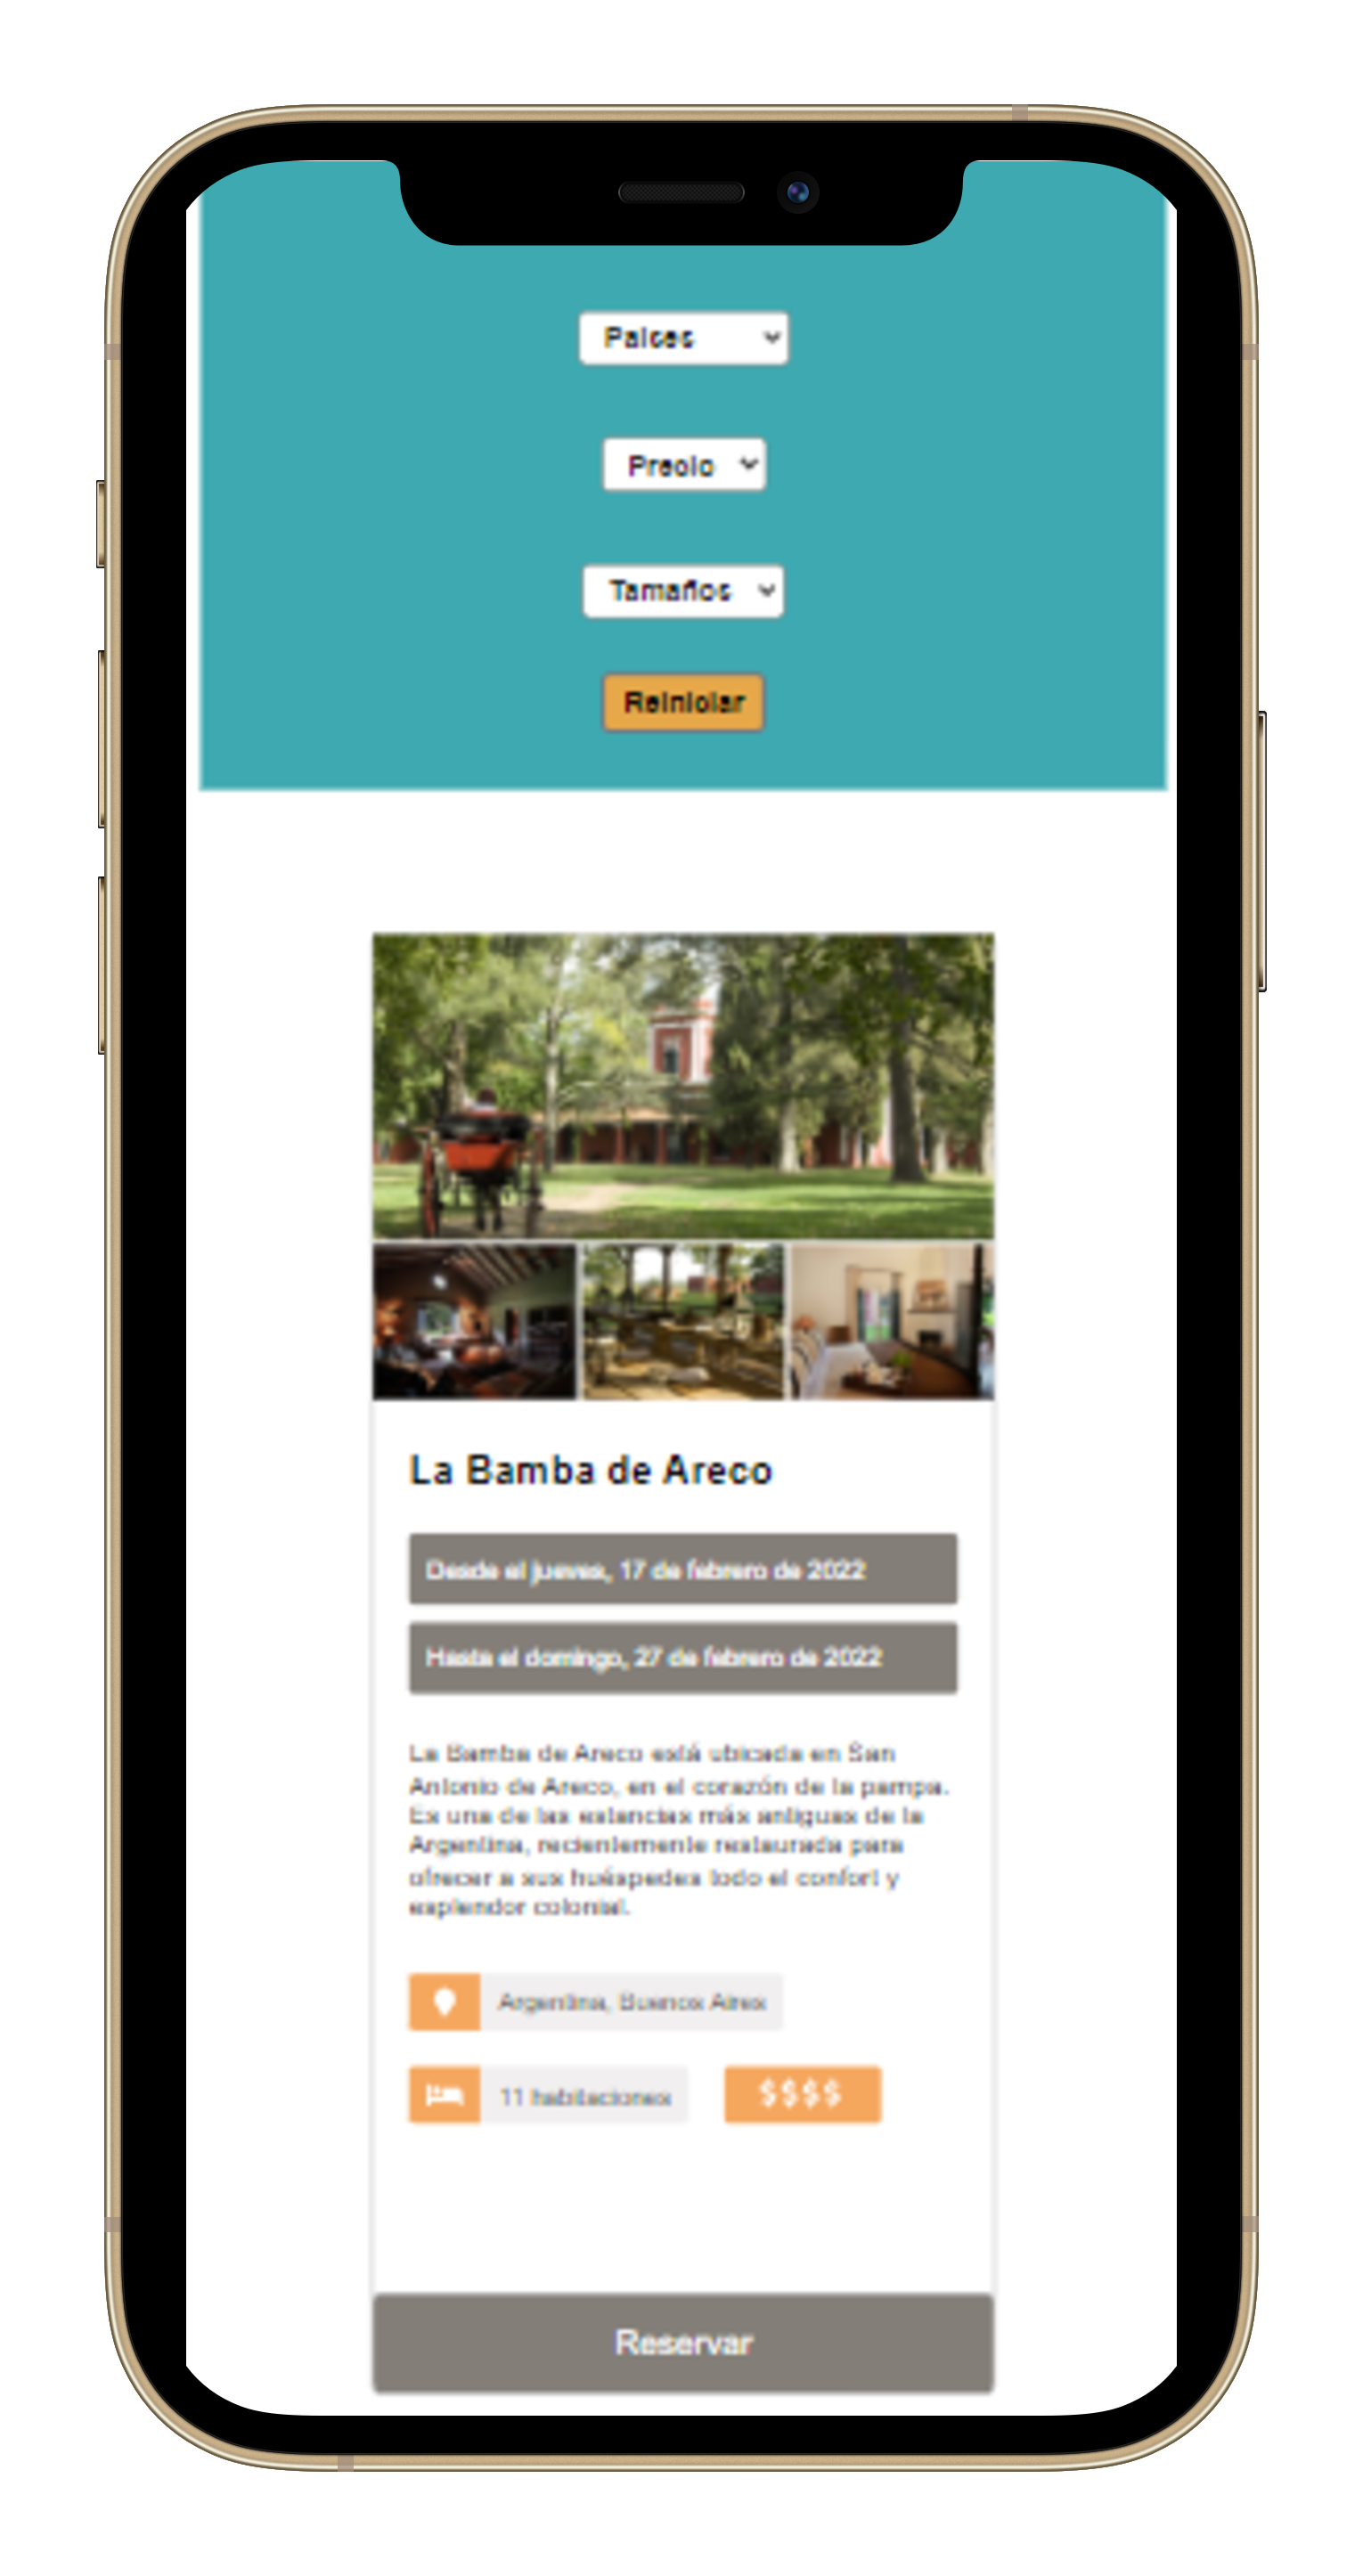 Paises
Precio
Tamaños
Reiniciar
La Bamba de Areco
Desde el jueves, 17 de febrero de 2022
Hasta el domingo, 27 de febrero de 2022
La Bamba de Areco está ubicada en San
Antonio de Areco, en el corazón de la pampa.
Es una de las estancias más antiguas de la
Argentina, recientemente restaurada para
ofrecer a sus huéspedes todo el confort y
esplendor colonial.
Argentina, Buenos Aires
11 habitaciones
$$$$
Reservar